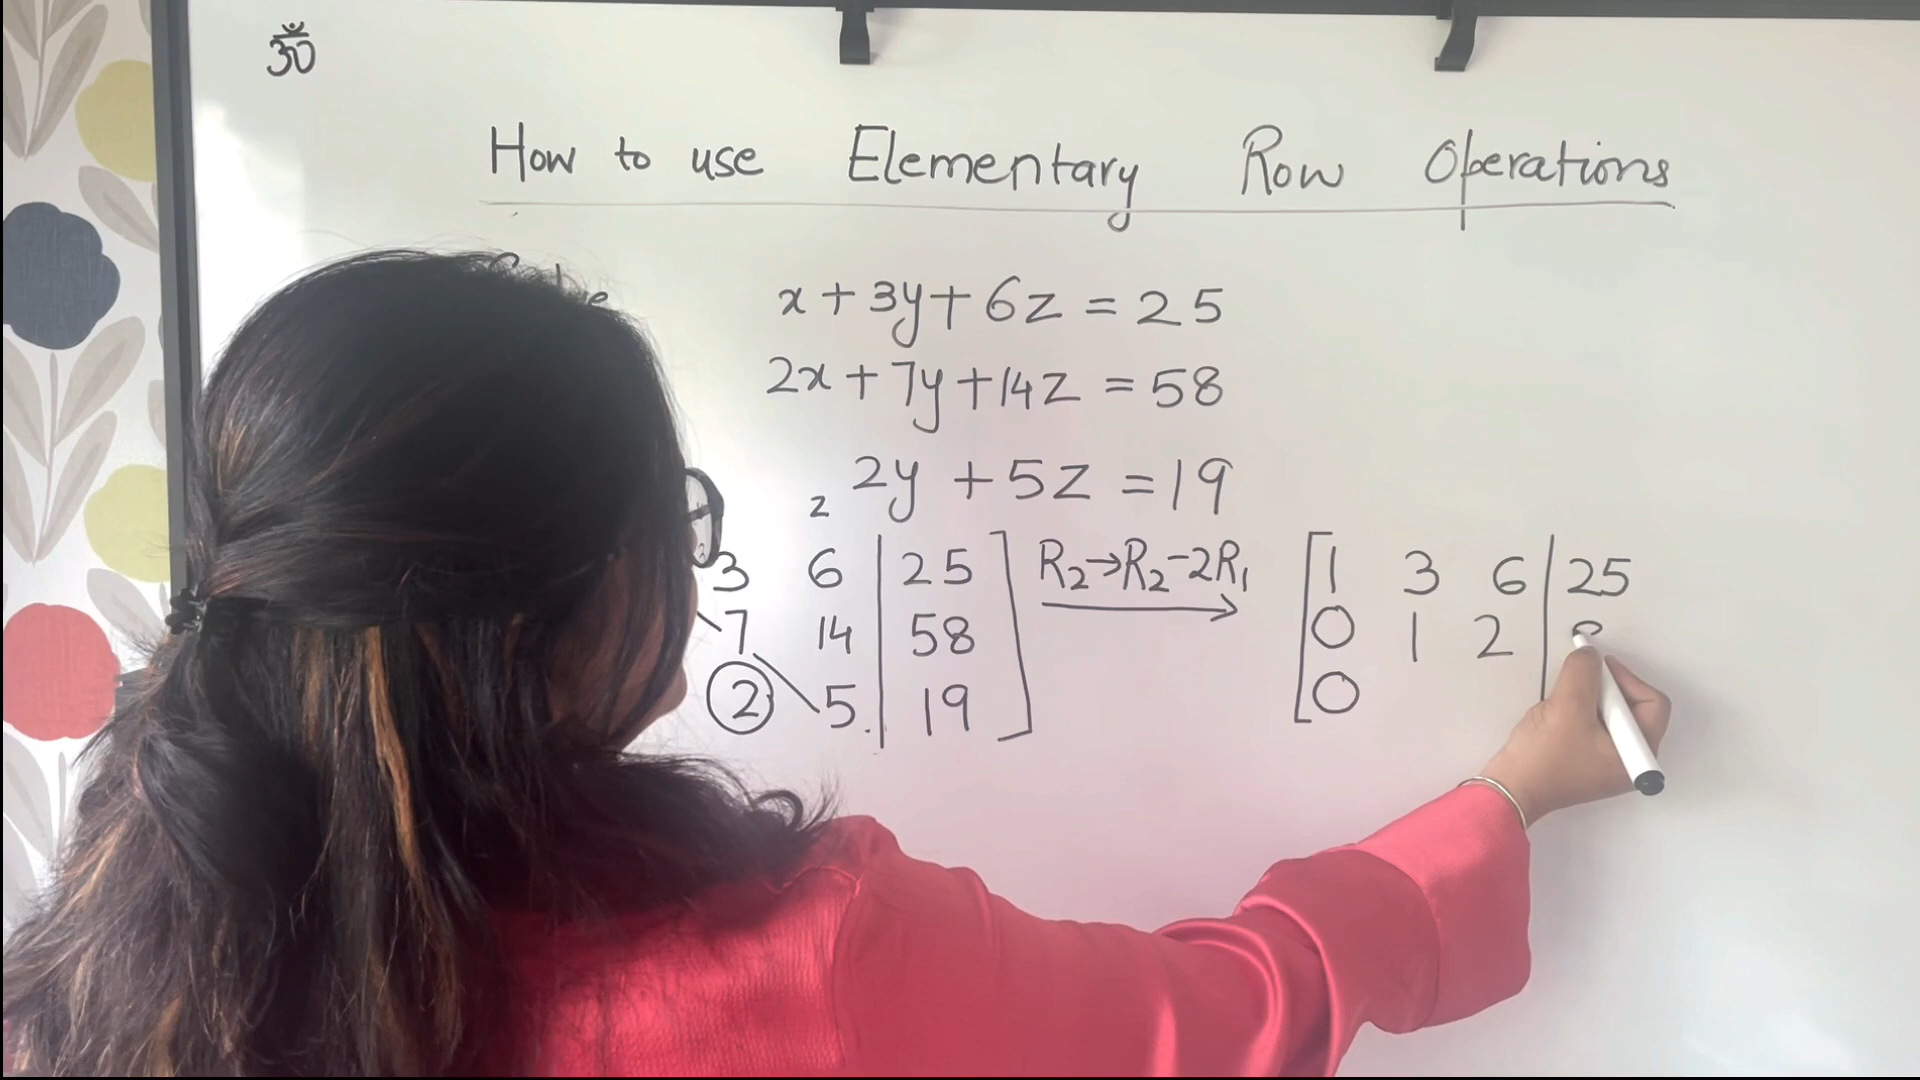 ॐ
How to use Elementary Row Operations
x + 3y + 6z = 25
2x + 7y + 14z = 58
2y + 5z = 19
z
3 6 | 25 ] R₂→R₂-2R₁ [ 1 3 6 | 25
7 14 | 58 0 1 2 |
2 5 | 19 0